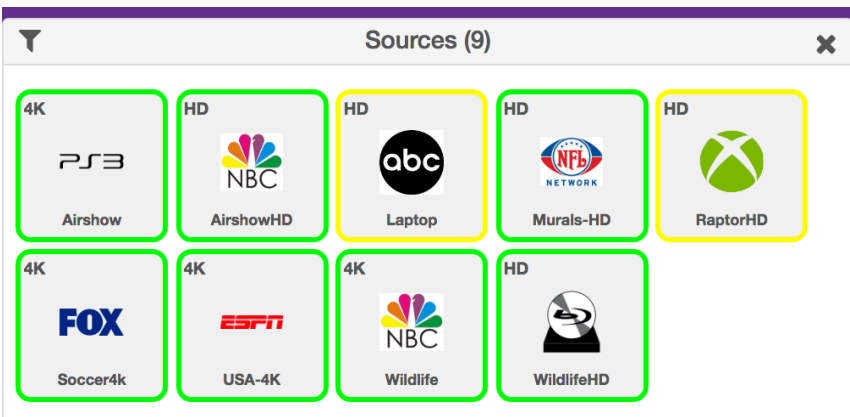 Sources (9)
4K
PS3
Airshow
HD
NBC
AirshowHD
HD
abc
Laptop
HD
NFL
NETWORK
Murals-HD
HD
RaptorHD
4K
FOX
Soccer4k
4K
ESPN
USA-4K
4K
NBC
Wildlife
HD
WildlifeHD